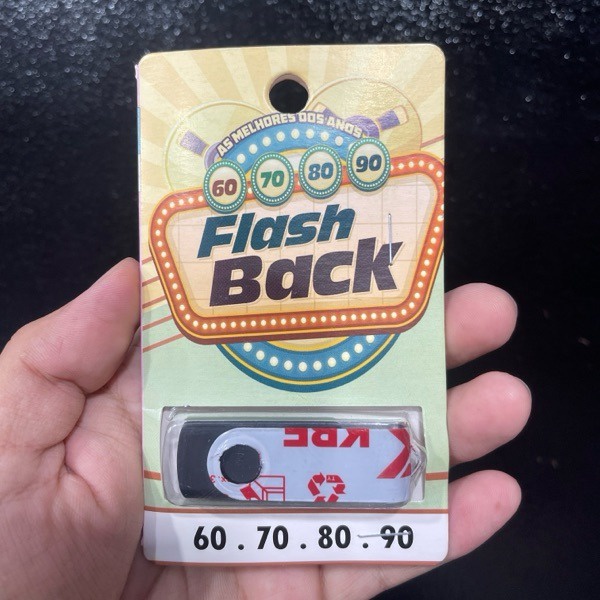 AS MELHORES DOS ANOS
60 70 80 90
Flash
Back
KBE
60 . 70 . 80 . 90